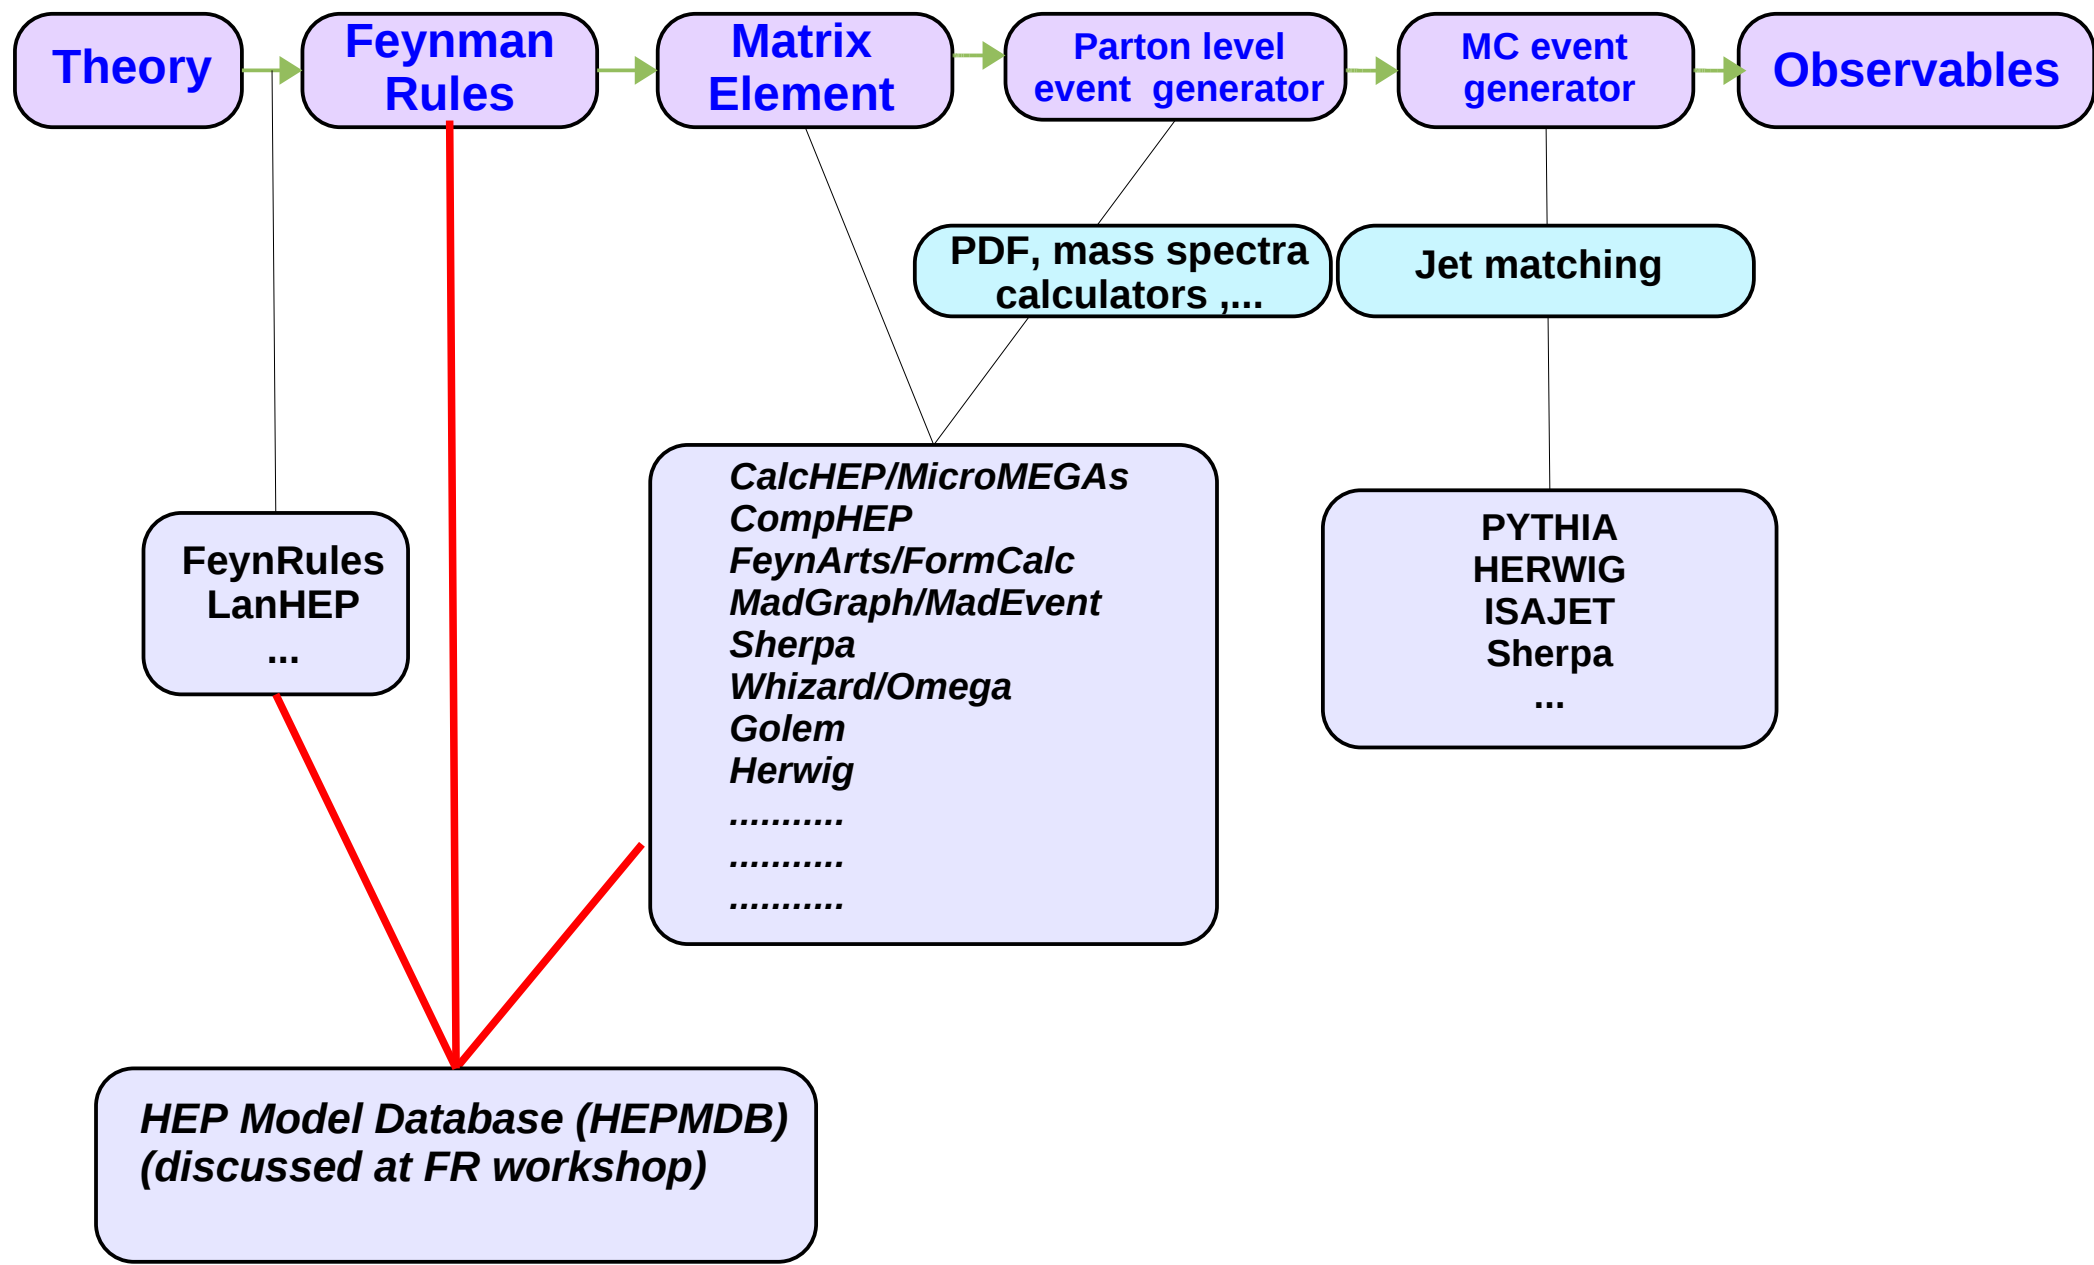 Theory
Feynman
Rules
Matrix
Element
Parton level
event generator
MC event
generator
Observables
PDF, mass spectra
calculators ,...
Jet matching
FeynRules
LanHEP
...
CalcHEP/MicroMEGAs
CompHEP
FeynArts/FormCalc
MadGraph/MadEvent
Sherpa
Whizard/Omega
Golem
Herwig
...........
...........
...........
PYTHIA
HERWIG
ISAJET
Sherpa
...
HEP Model Database (HEPMDB)
(discussed at FR workshop)